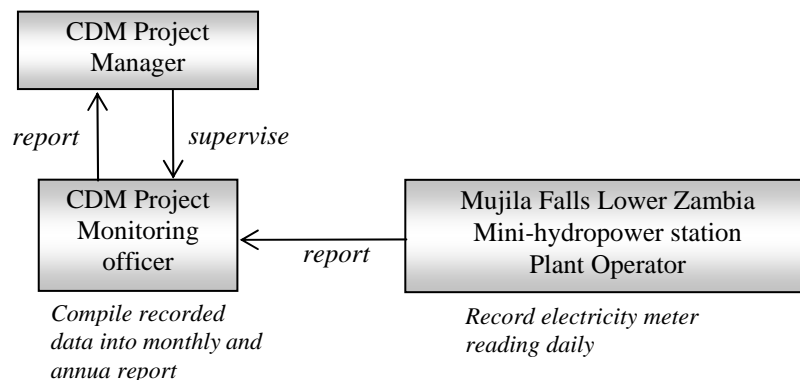 CDM Project
Manager
report
supervise
CDM Project
Monitoring
officer
report
Mujila Falls Lower Zambia
Mini-hydropower station
Plant Operator
Compile recorded
data into monthly and
annua report
Record electricity meter
reading daily